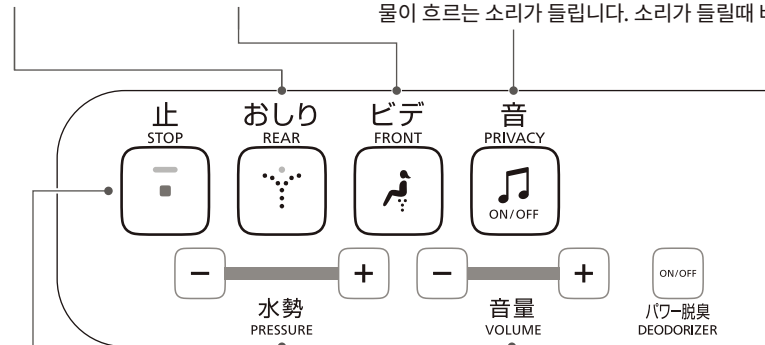 물이 흐르는 소리가 들립니다. 소리가 들릴때
止 おしり ビデ 音
STOP REAR FRONT PRIVACY
ON/OFF
− + − +
ON/OFF
水勢 音量 パワー脱臭
PRESSURE VOLUME DEODORIZER